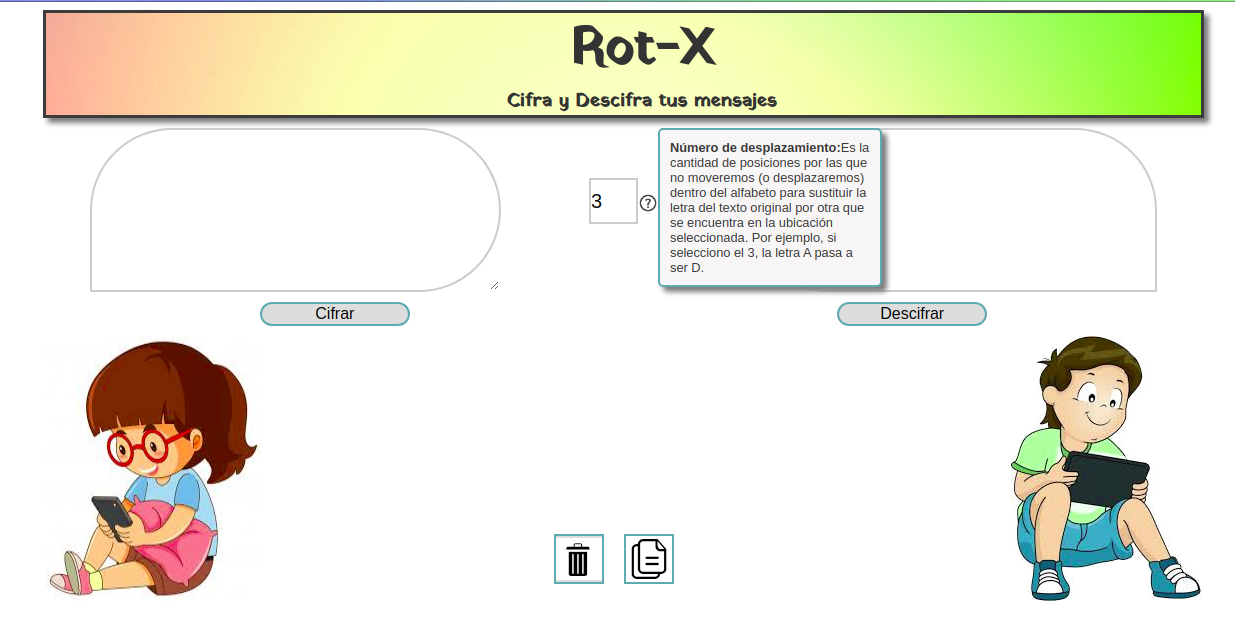 Rot-X
Cifra y Descifra tus mensajes
3
?
Número de desplazamiento:Es la
cantidad de posiciones por las que
no moveremos (o desplazaremos)
dentro del alfabeto para sustituir la
letra del texto original por otra que
se encuentra en la ubicación
seleccionada. Por ejemplo, si
selecciono el 3, la letra A pasa a
ser D.
Cifrar
Descifrar